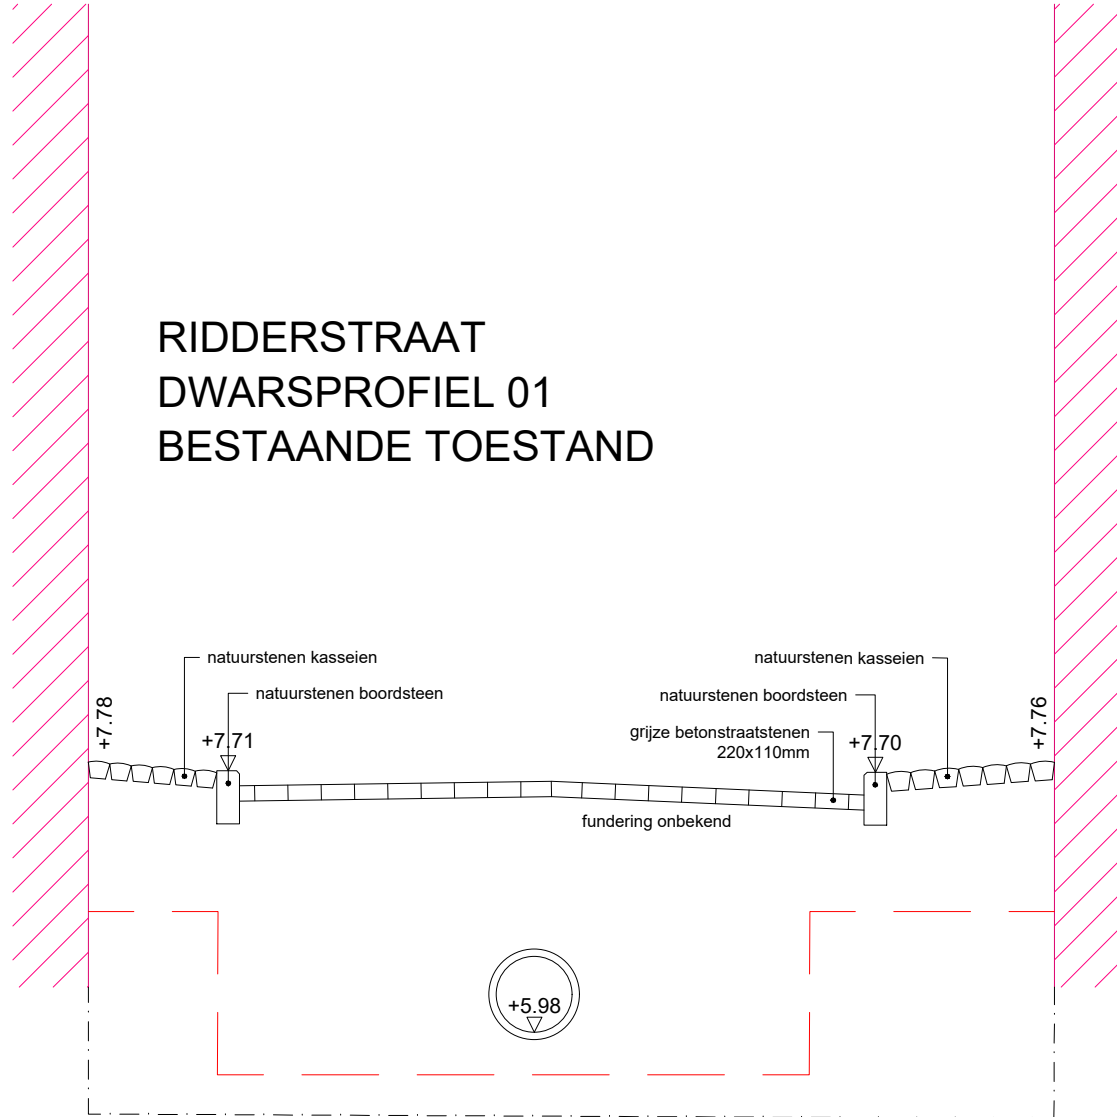 RIDDERSTRAAT
DWARSPROFIEL 01
BESTAANDE TOESTAND
natuurstenen kasseien
natuurstenen kasseien
natuurstenen boordsteen
natuurstenen boordsteen
+7.78
+7.71
grijze betonstraatstenen
220x110mm
+7.70
+7.76
fundering onbekend
+5.98